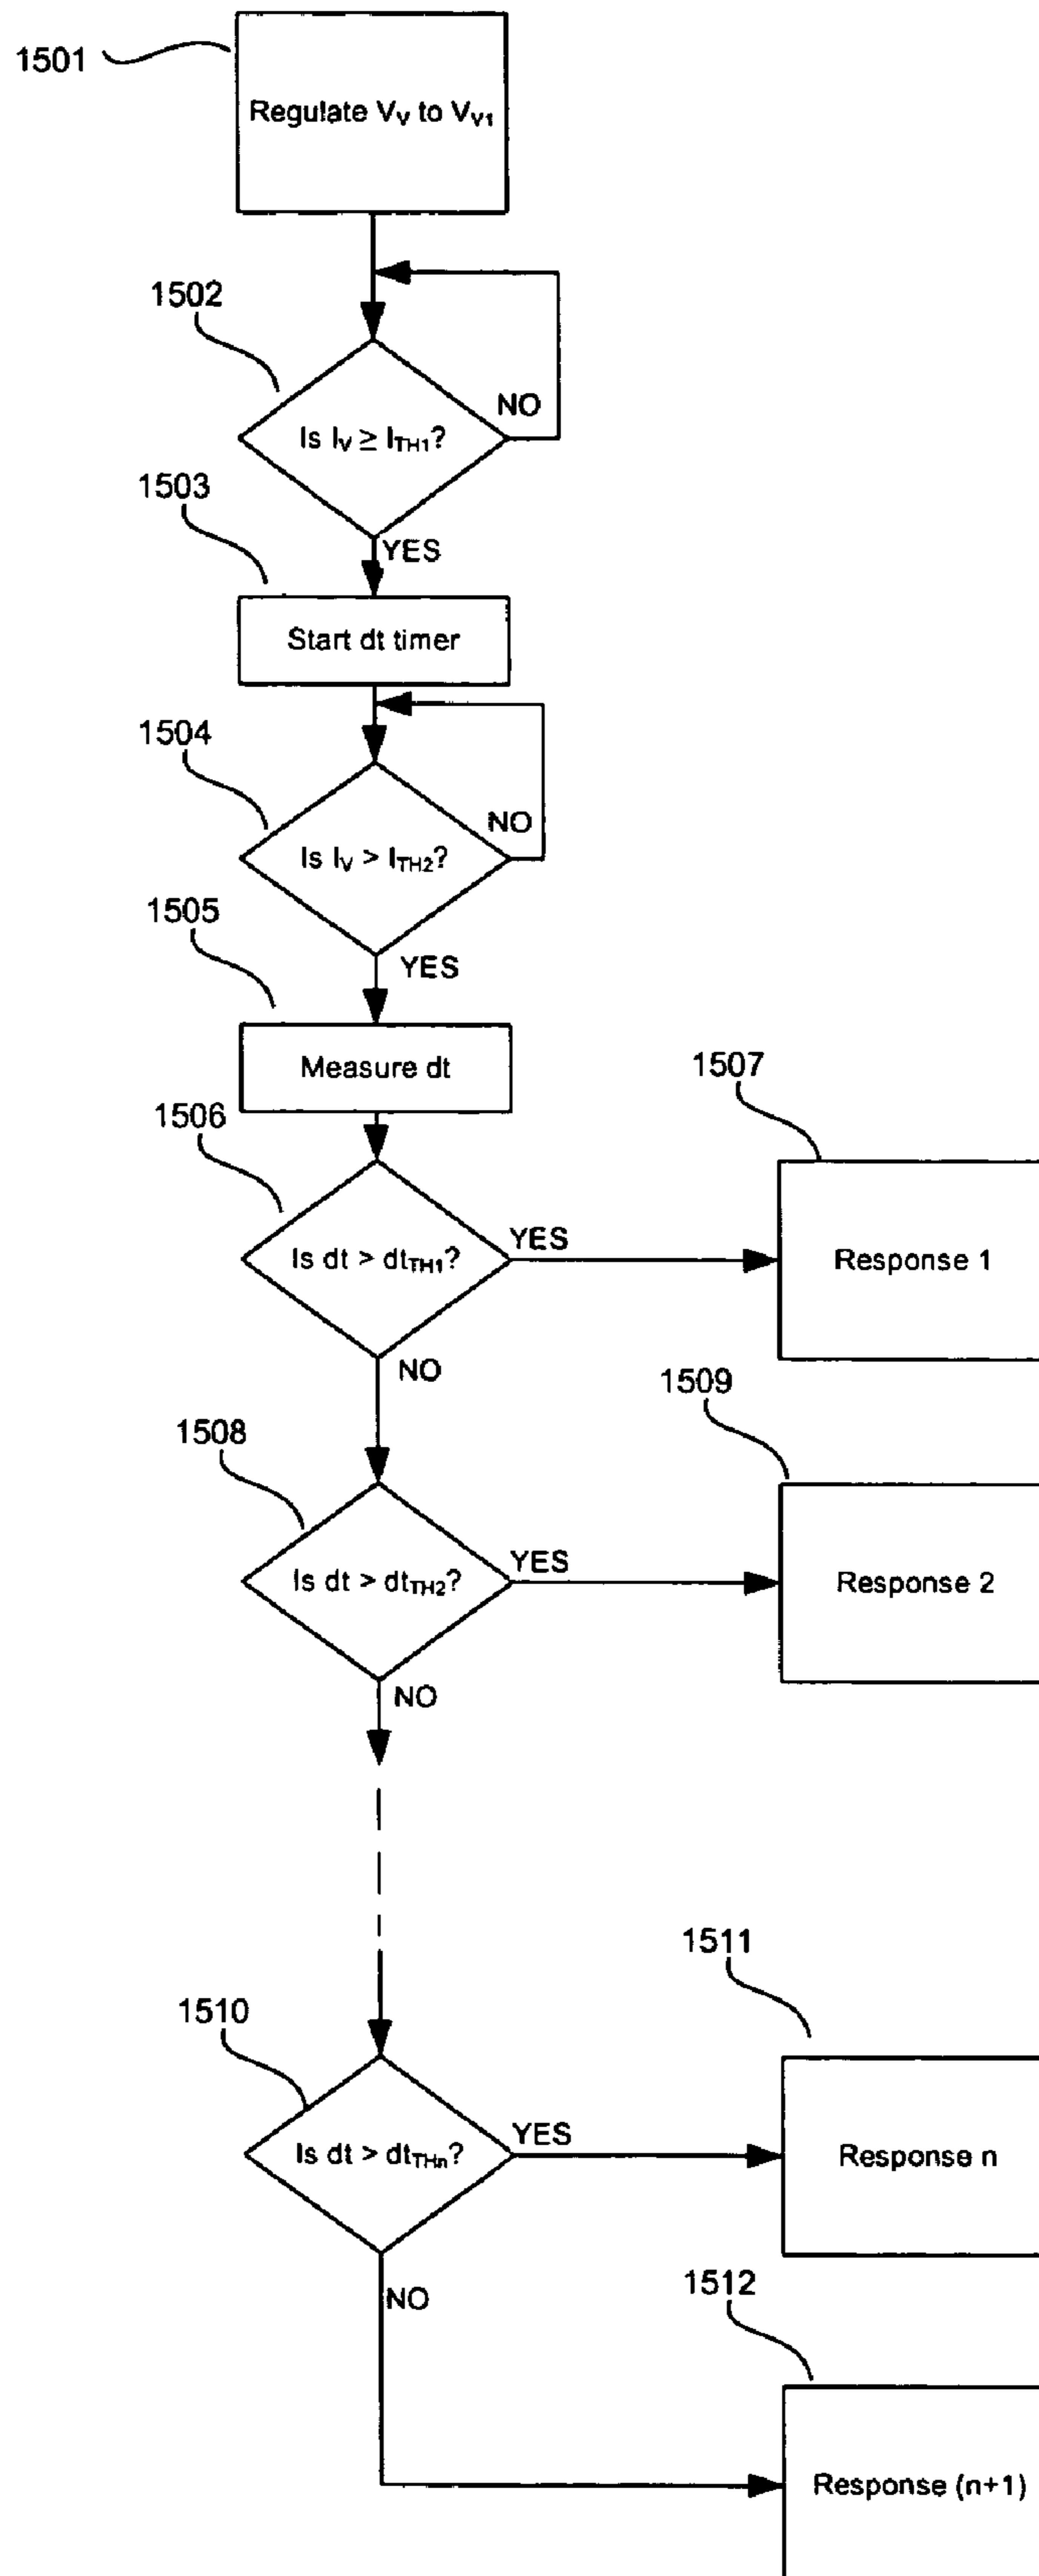 1501
Regulate V_V to V_V1
1502
Is I_V ≥ I_TH1?
NO
1503
YES
Start dt timer
1504
NO
Is I_V > I_TH2?
1505
YES
Measure dt
1506
1507
Is dt > dt_TH1?
YES
Response 1
NO
1508
1509
Is dt > dt_TH2?
YES
Response 2
NO
1510
1511
Is dt > dt_THn?
YES
Response n
NO
1512
Response (n+1)